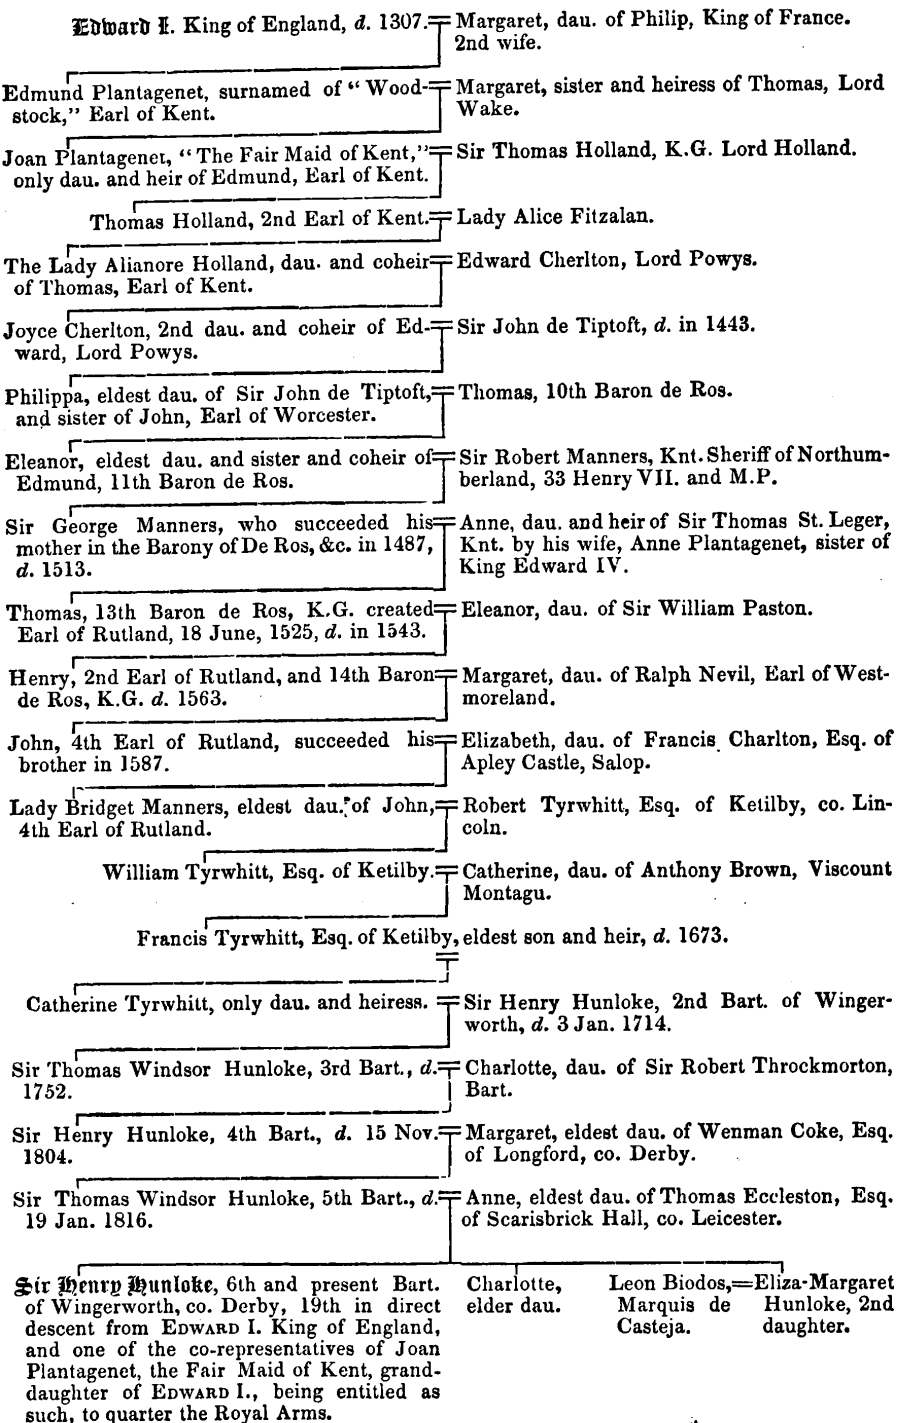 Edward I. King of England, d. 1307.
Margaret, dau. of Philip, King of France.
2nd wife.
Edmund Plantagenet, surnamed of "Wood-
stock," Earl of Kent.
Margaret, sister and heiress of Thomas, Lord
Wake.
Joan Plantagenet, "The Fair Maid of Kent,"
only dau. and heir of Edmund, Earl of Kent.
Sir Thomas Holland, K.G. Lord Holland.
Thomas Holland, 2nd Earl of Kent.
Lady Alice Fitzalan.
The Lady Alianore Holland, dau. and coheir
of Thomas, Earl of Kent.
Edward Cherlton, Lord Powys.
Joyce Cherlton, 2nd dau. and coheir of Ed-
ward, Lord Powys.
Sir John de Tiptoft, d. in 1443.
Philippa, eldest dau. of Sir John de Tiptoft,
and sister of John, Earl of Worcester.
Thomas, 10th Baron de Ros.
Eleanor, eldest dau. and sister and coheir of
Edmund, 11th Baron de Ros.
Sir Robert Manners, Knt. Sheriff of Northum-
berland, 33 Henry VII. and M.P.
Sir George Manners, who succeeded his
mother in the Barony of De Ros, &c. in 1487,
d. 1513.
Anne, dau. and heir of Sir Thomas St. Leger,
Knt. by his wife, Anne Plantagenet, sister of
King Edward IV.
Thomas, 13th Baron de Ros, K.G. created
Earl of Rutland, 18 June, 1525, d. in 1543.
Eleanor, dau. of Sir William Paston.
Henry, 2nd Earl of Rutland, and 14th Baron
de Ros, K.G. d. 1563.
Margaret, dau. of Ralph Nevil, Earl of West-
moreland.
John, 4th Earl of Rutland, succeeded his
brother in 1587.
Elizabeth, dau. of Francis Charlton, Esq. of
Apley Castle, Salop.
Lady Bridget Manners, eldest dau. of John,
4th Earl of Rutland.
Robert Tyrwhitt, Esq. of Ketilby, co. Lin-
coln.
William Tyrwhitt, Esq. of Ketilby.
Catherine, dau. of Anthony Brown, Viscount
Montagu.
Francis Tyrwhitt, Esq. of Ketilby, eldest son and heir, d. 1673.
Catherine Tyrwhitt, only dau. and heiress.
Sir Henry Hunloke, 2nd Bart. of Winger-
worth, d. 3 Jan. 1714.
Sir Thomas Windsor Hunloke, 3rd Bart., d.
1752.
Charlotte, dau. of Sir Robert Throckmorton,
Bart.
Sir Henry Hunloke, 4th Bart., d. 15 Nov.
1804.
Margaret, eldest dau. of Wenman Coke, Esq.
of Longford, co. Derby.
Sir Thomas Windsor Hunloke, 5th Bart., d.
19 Jan. 1816.
Anne, eldest dau. of Thomas Eccleston, Esq.
of Scarisbrick Hall, co. Leicester.
Sir Henry Hunloke, 6th and present Bart.
of Wingerworth, co. Derby, 19th in direct
descent from EDWARD I. King of England,
and one of the co-representatives of Joan
Plantagenet, the Fair Maid of Kent, grand-
daughter of EDWARD I., being entitled as
such, to quarter the Royal Arms.
Charlotte,
elder dau.
Leon Biodos,
Marquis de
Casteja.
Eliza-Margaret
Hunloke, 2nd
daughter.